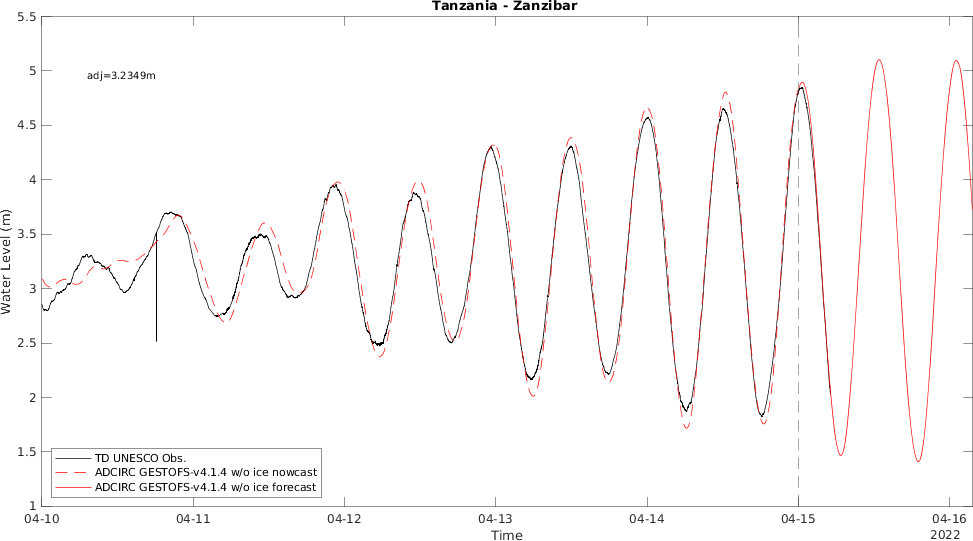 Tanzania - Zanzibar
5.5
5
4.5
4
3.5
3
2.5
2
1.5
1
Water Level (m)
adj=3.2349m
TD UNESCO Obs.
ADCIRC GESTOFS-v4.1.4 w/o ice nowcast
ADCIRC GESTOFS-v4.1.4 w/o ice forecast
04-10 04-11 04-12 04-13 04-14 04-15 04-16
Time
2022